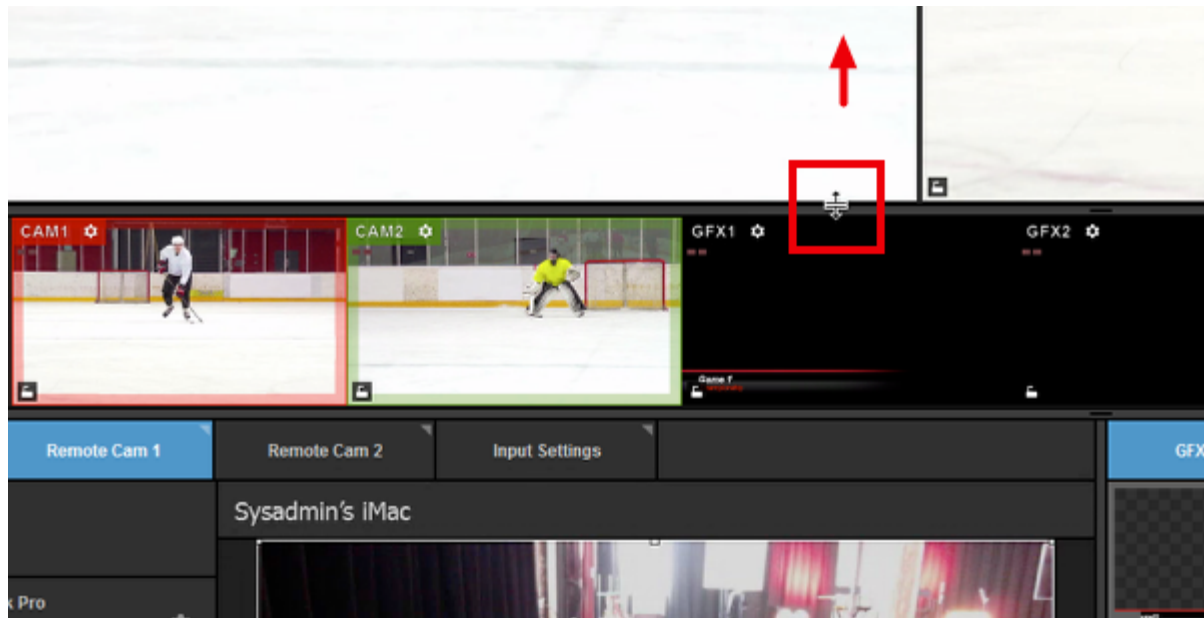 CAM1
CAM2
GFX1
GFX2
Game 1
Remote Cam 1
Remote Cam 2
Input Settings
GFX
Sysadmin's iMac
x Pro